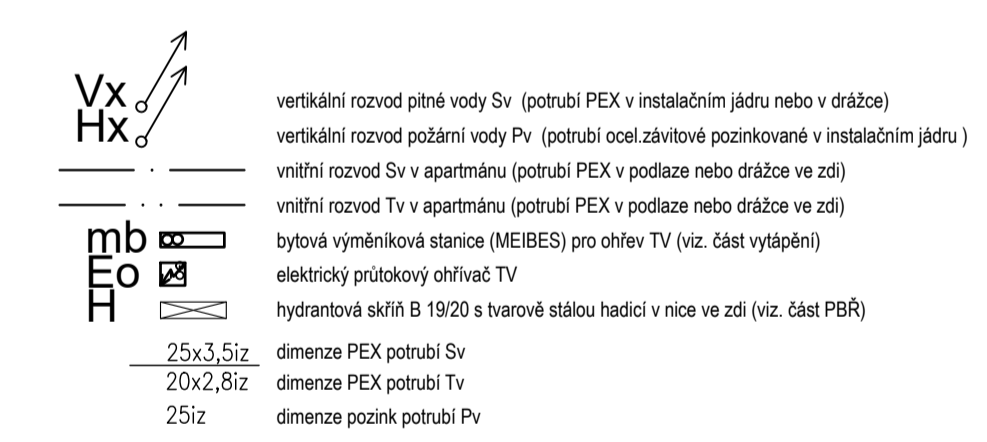 Vx vertikální rozvod pitné vody Sv (potrubí PEX v instalačním jádru nebo v drážce)
Hx vertikální rozvod požární vody Pv (potrubí ocel.závitové pozinkované v instalačním jádru )
vnitřní rozvod Sv v apartmánu (potrubí PEX v podlaze nebo drážce ve zdi)
vnitřní rozvod Tv v apartmánu (potrubí PEX v podlaze nebo drážce ve zdi)
mb bytová výměníková stanice (MEIBES) pro ohřev TV (viz. část vytápění)
Eo elektrický průtokový ohřívač TV
H hydrantová skříň B 19/20 s tvarově stálou hadicí v nice ve zdi (viz. část PBŘ)
25x3,5iz dimenze PEX potrubí Sv
20x2,8iz dimenze PEX potrubí Tv
25iz dimenze pozink potrubí Pv